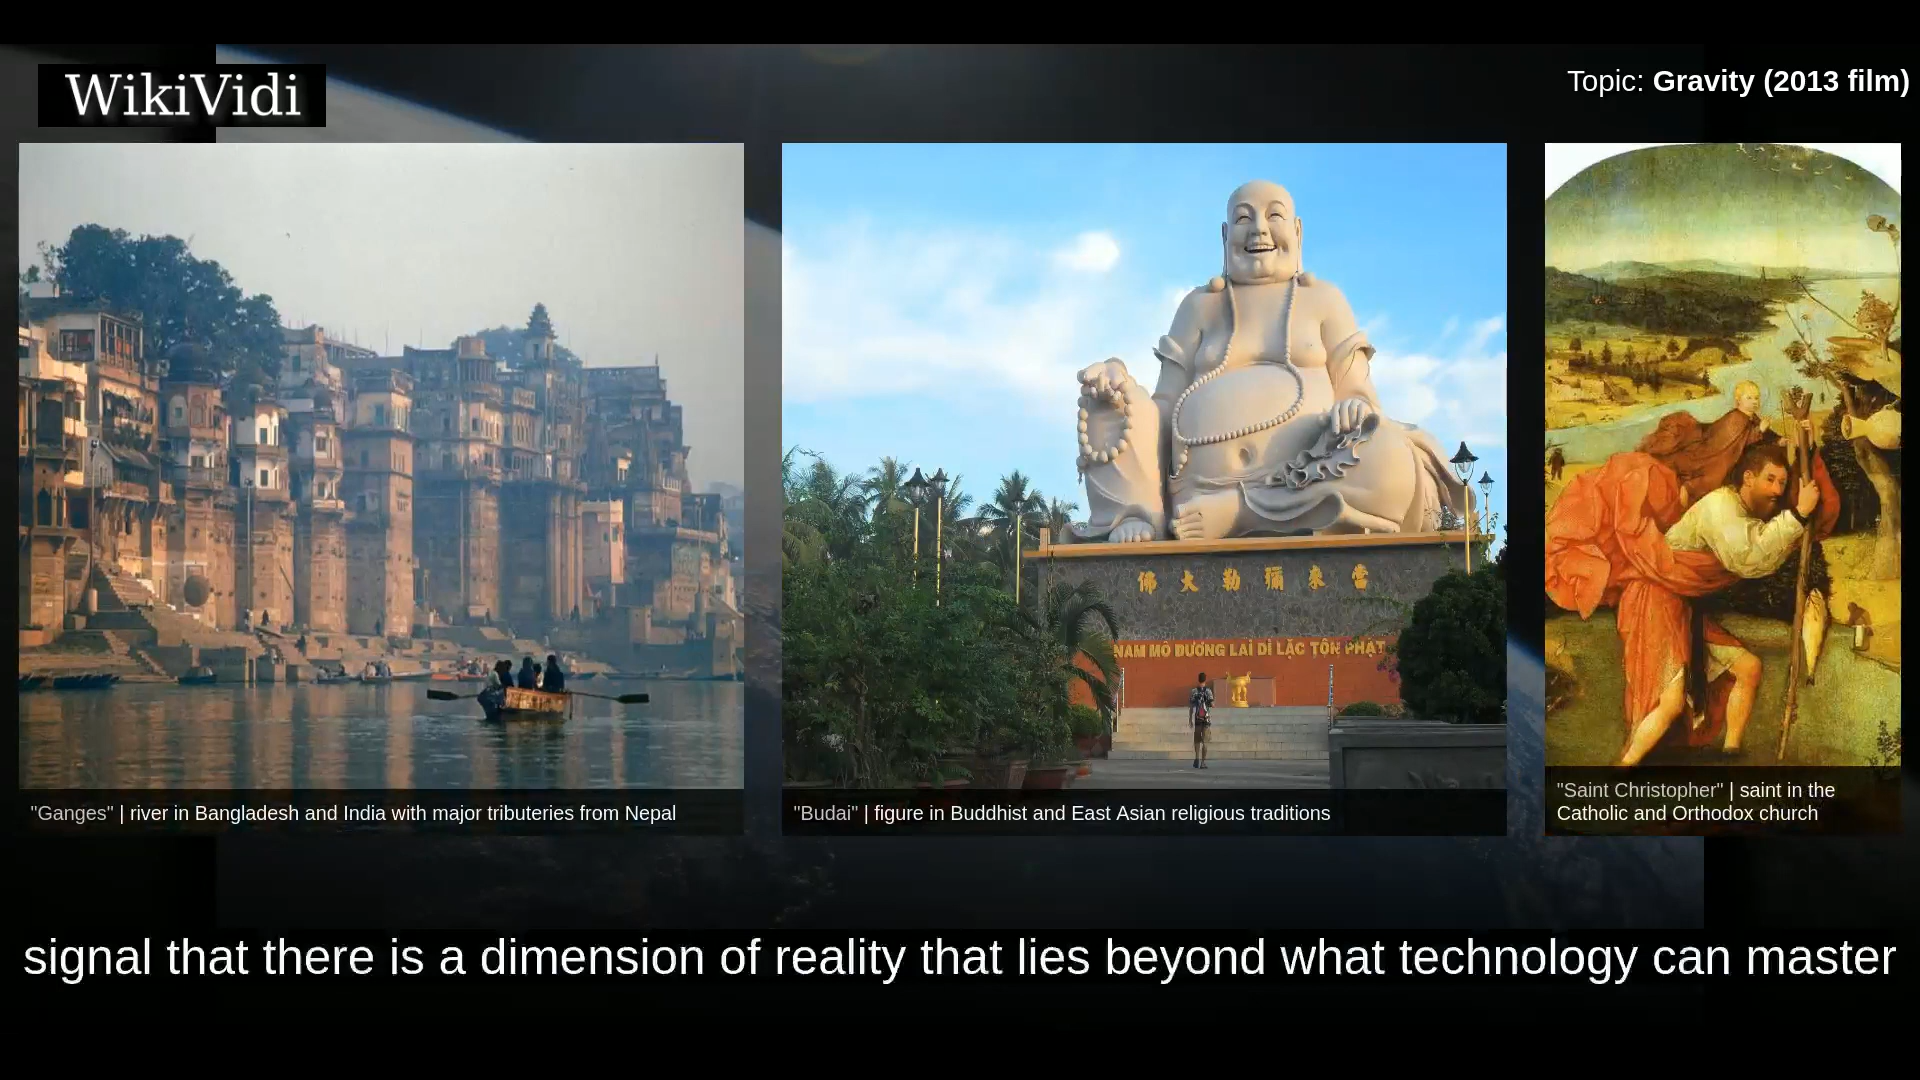 WikiVidi
Topic: Gravity (2013 film)
佛大勒彌來當
NAM MÔ ĐƯƠNG LAI DI LẶC TÔN PHẬT
"Ganges" | river in Bangladesh and India with major tributeries from Nepal
"Budai" | figure in Buddhist and East Asian religious traditions
"Saint Christopher" | saint in the
Catholic and Orthodox church
signal that there is a dimension of reality that lies beyond what technology can master